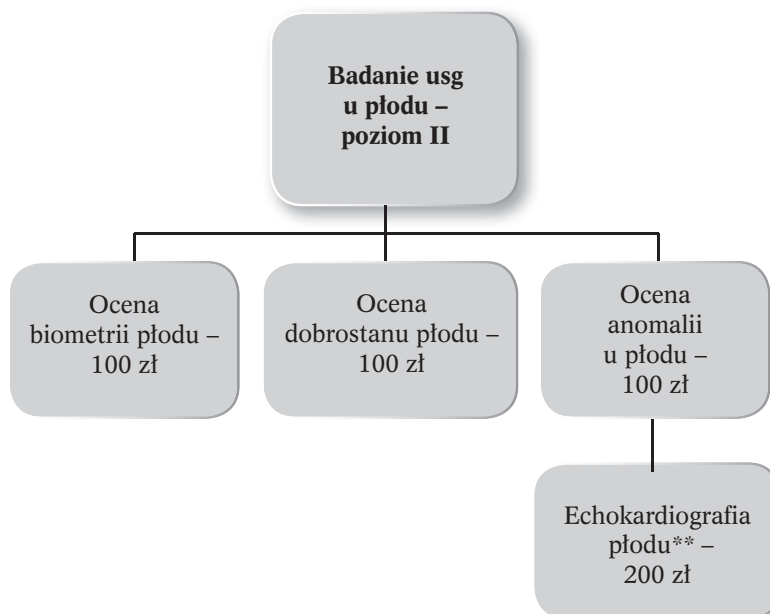 Badanie usg
u płodu –
poziom II
Ocena
biometrii płodu –
100 zł
Ocena
dobrostanu płodu –
100 zł
Ocena
anomalii
u płodu –
100 zł
Echokardiografia
płodu** –
200 zł